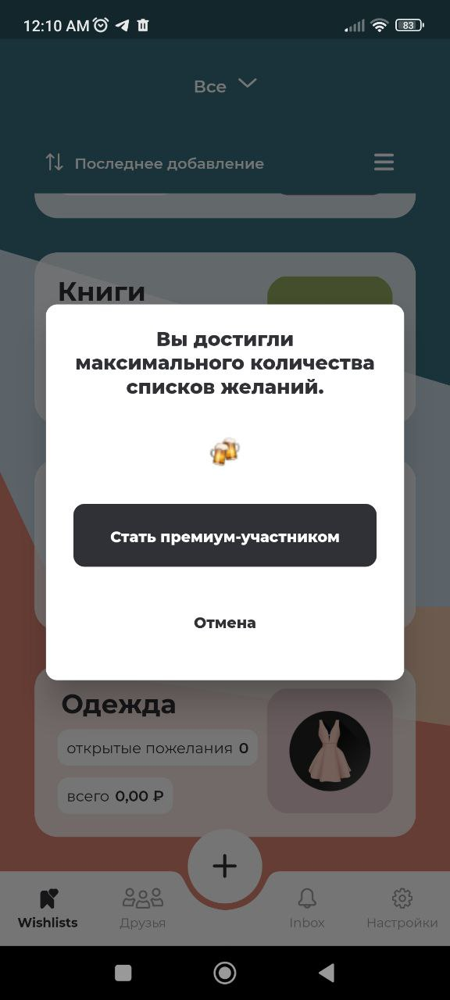 12:10 AM
83
Все
Последнее добавление
Книги
Вы достигли
максимального количества
списков желаний.
Стать премиум-участником
Отмена
Одежда
открытые пожелания 0
всего 0,00 ₽
Wishlists
Друзья
Inbox
Настройки